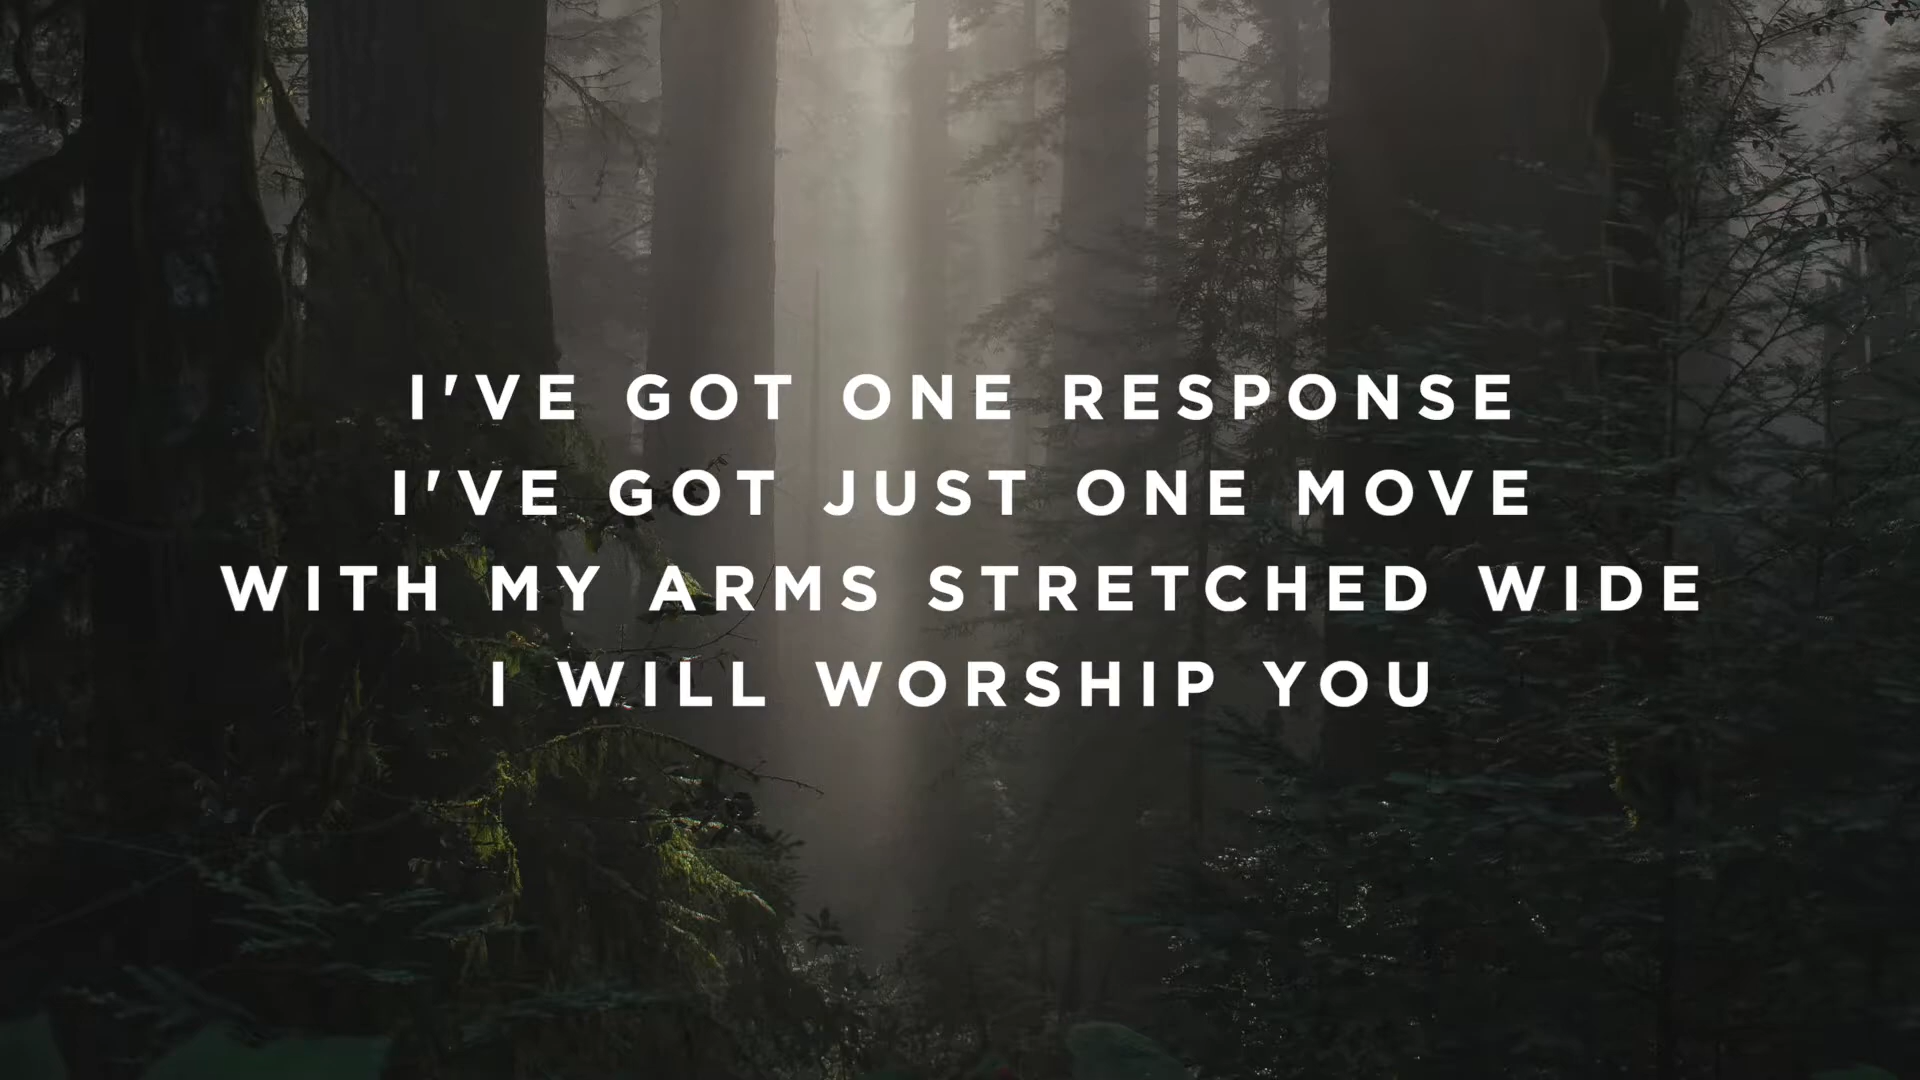 I'VE GOT ONE RESPONSE
I'VE GOT JUST ONE MOVE
WITH MY ARMS STRETCHED WIDE
I WILL WORSHIP YOU